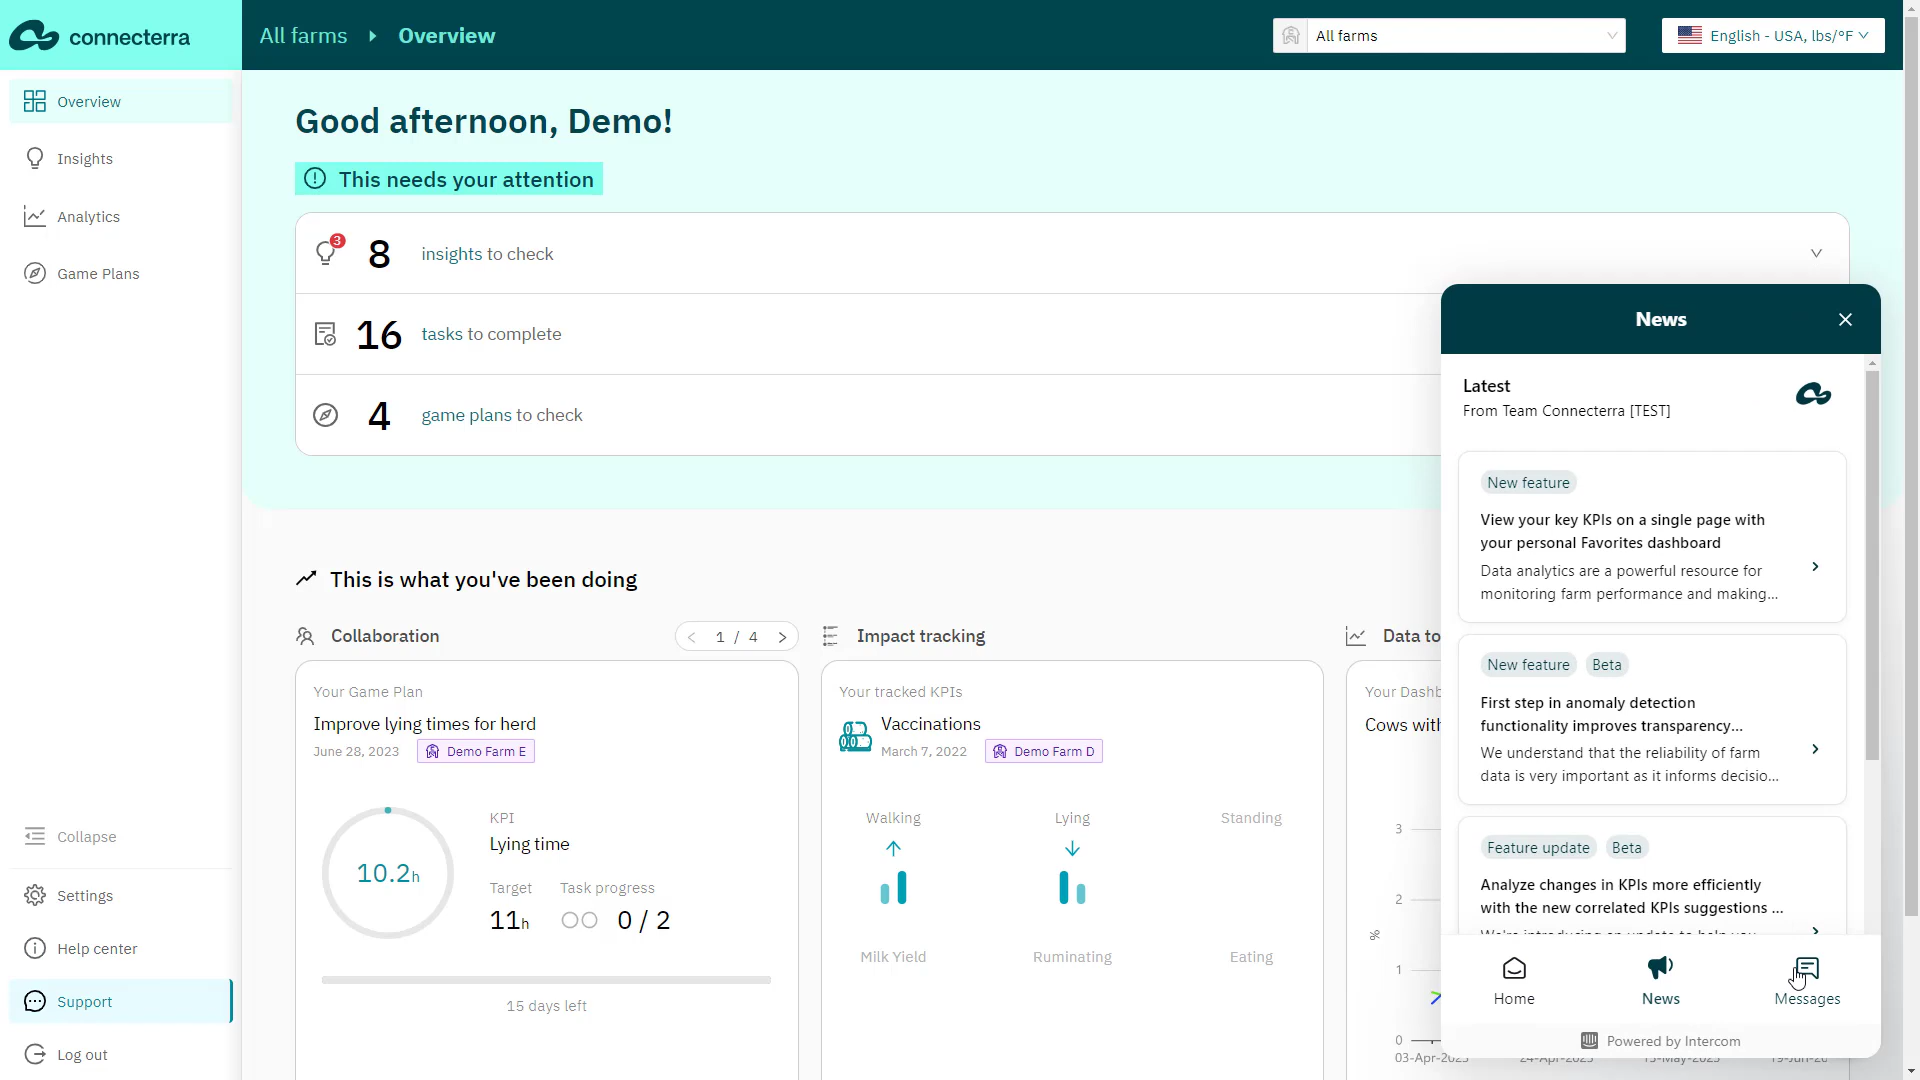 connecterra
All farms
Overview
All farms
English - USA, lbs/°F
Overview
Insights
Analytics
Game Plans
Collapse
Settings
Help center
Support
Log out
Good afternoon, Demo!
This needs your attention
3
8 insights to check
16 tasks to complete
4 game plans to check
This is what you've been doing
Collaboration
1 / 4
Your Game Plan
Improve lying times for herd
June 28, 2023
Demo Farm E
10.2h
KPI
Lying time
Target
Task progress
11h
0 / 2
15 days left
Impact tracking
Your tracked KPIs
Vaccinations
March 7, 2022
Demo Farm D
Walking
Lying
Standing
Milk Yield
Ruminating
Eating
Data to
Your Dashb
Cows with
3
2
%
1
0
03-Apr-2023
News
Latest
From Team Connecterra [TEST]
New feature
View your key KPIs on a single page with
your personal Favorites dashboard
Data analytics are a powerful resource for
monitoring farm performance and making...
New feature
Beta
First step in anomaly detection
functionality improves transparency...
We understand that the reliability of farm
data is very important as it informs decisio...
Feature update
Beta
Analyze changes in KPIs more efficiently
with the new correlated KPIs suggestions ...
Home
News
Messages
Powered by Intercom